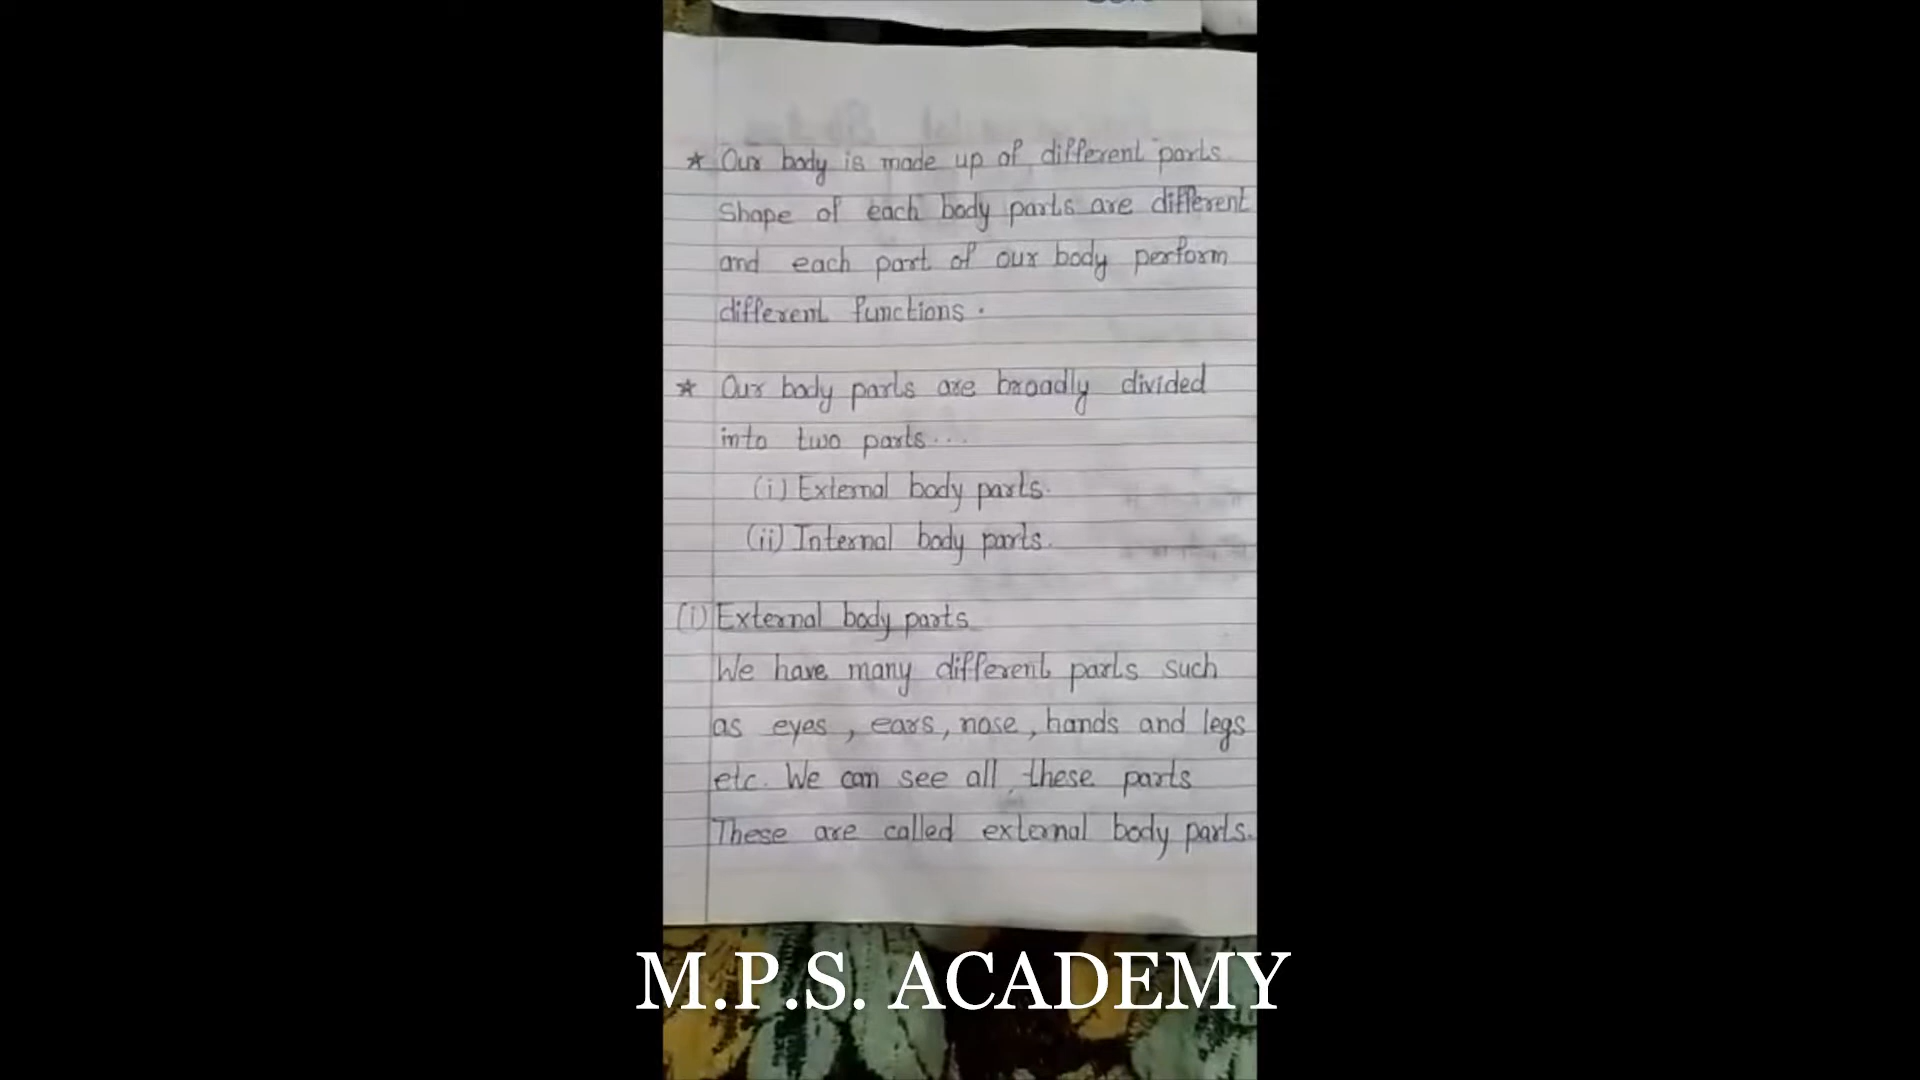 * Our body is made up of different parts.
Shape of each body parts are different
and each part of our body perform
different functions.
* Our body parts are broadly divided
into two parts...
(i) External body parts.
(ii) Internal body parts.
(i) External body parts
We have many different parts such
as eyes, ears, nose, hands and legs
etc. We can see all these parts
These are called external body parts.
M.P.S. ACADEMY